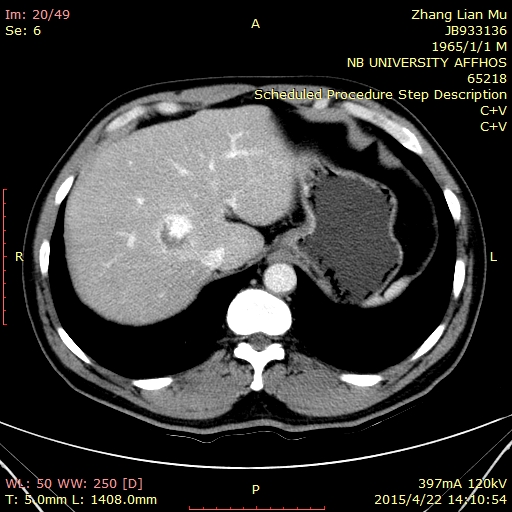 Im: 20/49
Se: 6
A
Zhang Lian Mu
JB933136
1965/1/1 M
NB UNIVERSITY AFFHOS
65218
Scheduled Procedure Step Description
C+V
C+V
R
L
WL: 50 WW: 250 [D]
T: 5.0mm L: 1408.0mm
P
397mA 120kV
2015/4/22 14:10:54